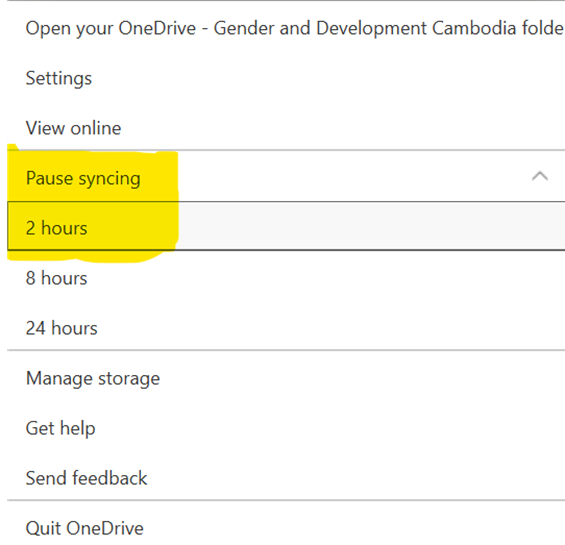 Open your OneDrive - Gender and Development Cambodia folde
Settings
View online
Pause syncing
2 hours
8 hours
24 hours
Manage storage
Get help
Send feedback
Quit OneDrive